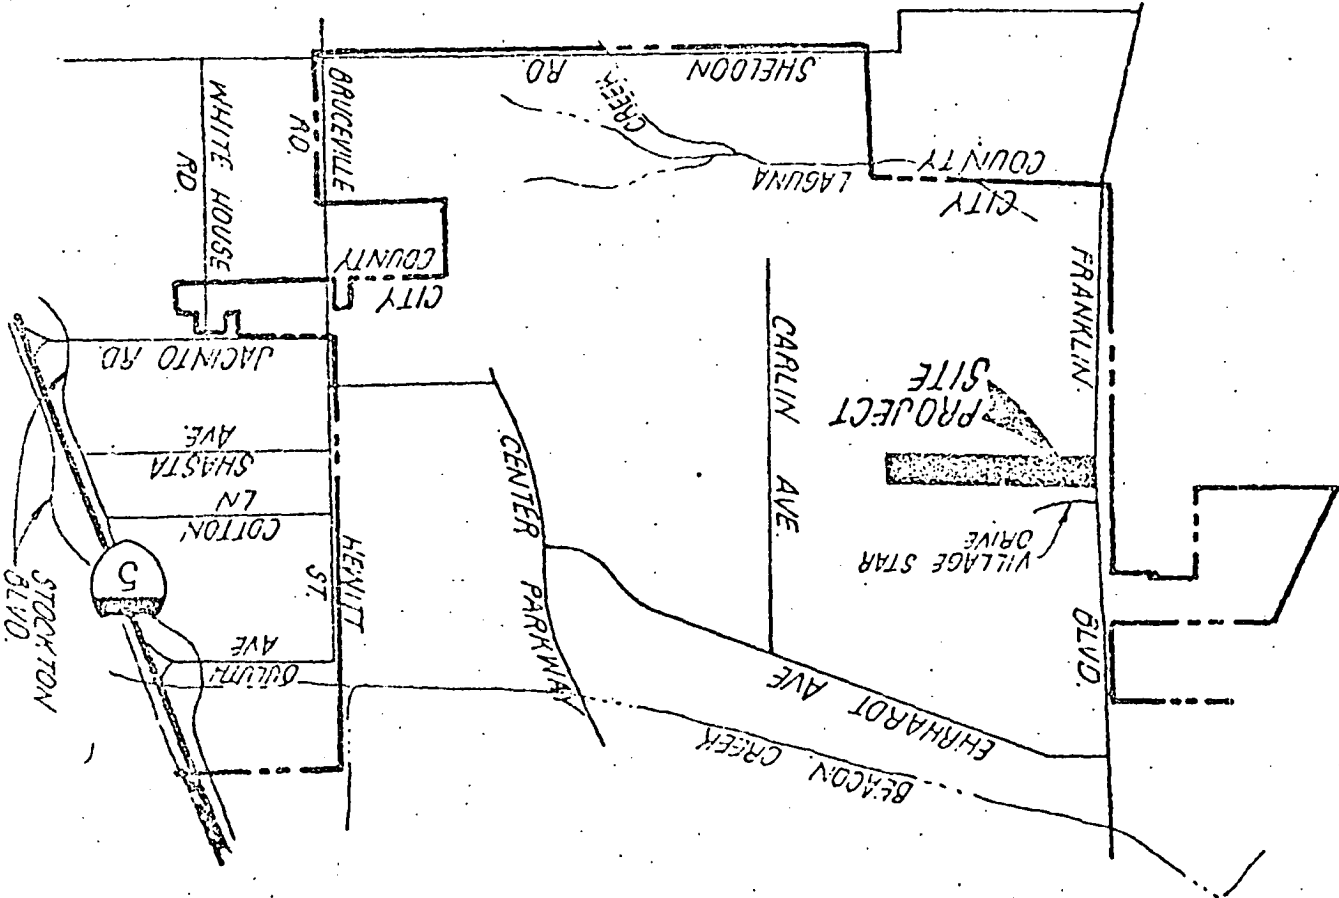 BEACON CREEK
EHRHARDT AVE
FRANKLIN BLVD.
DULUTH
AVE
STOCKTON
BLVD.
5
CENTER PARKWAY
VILLAGE STAR
DRIVE
COTTON
LN
SHASTA
AVE.
CARLIN AVE.
PROJECT
SITE
JACINTO RD.
CITY
COUNTY
WHITE HOUSE
RD.
BRUCEVILLE
RD.
CITY
COUNTY
LAGUNA
CREEK
SHELDON RD.
ST.